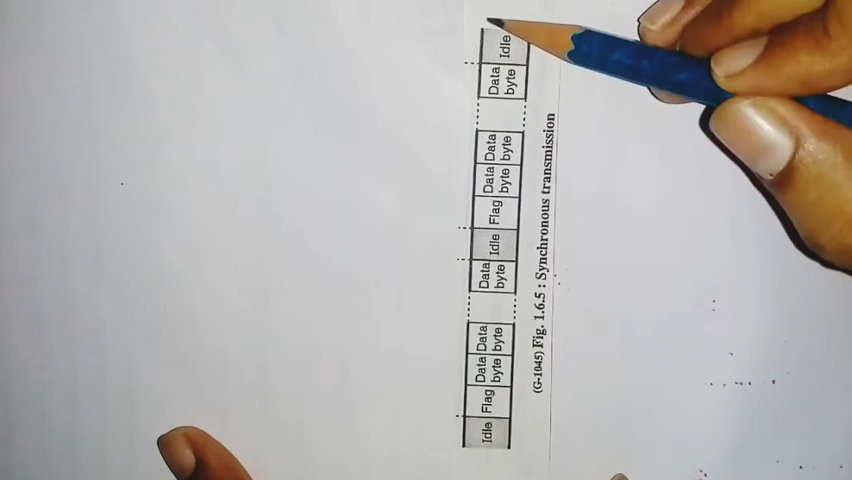 Idle Flag Data byte Data byte Data byte Idle Flag Data byte Data byte Data byte Idle
(G-1045) Fig. 1.6.5 : Synchronous transmission